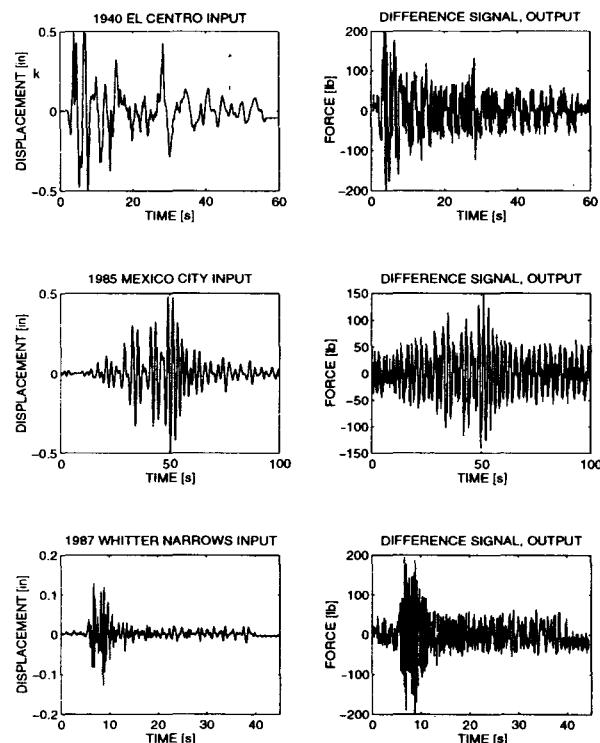 1940 EL CENTRO INPUT
DISPLACEMENT [in]
0.5
k
0
-0.5
0
20
40
60
TIME [s]
DIFFERENCE SIGNAL, OUTPUT
FORCE [lb]
200
100
0
-100
-200
0
20
40
60
TIME [s]
1985 MEXICO CITY INPUT
DISPLACEMENT [in]
0.5
0
-0.5
0
50
100
TIME [s]
DIFFERENCE SIGNAL, OUTPUT
FORCE [lb]
150
100
50
0
-50
-100
-150
0
50
100
TIME [s]
1987 WHITTER NARROWS INPUT
DISPLACEMENT [in]
0.2
0.1
0
-0.1
-0.2
0
10
20
30
40
TIME [s]
DIFFERENCE SIGNAL, OUTPUT
FORCE [lb]
200
100
0
-100
-200
0
10
20
30
40
TIME [s]